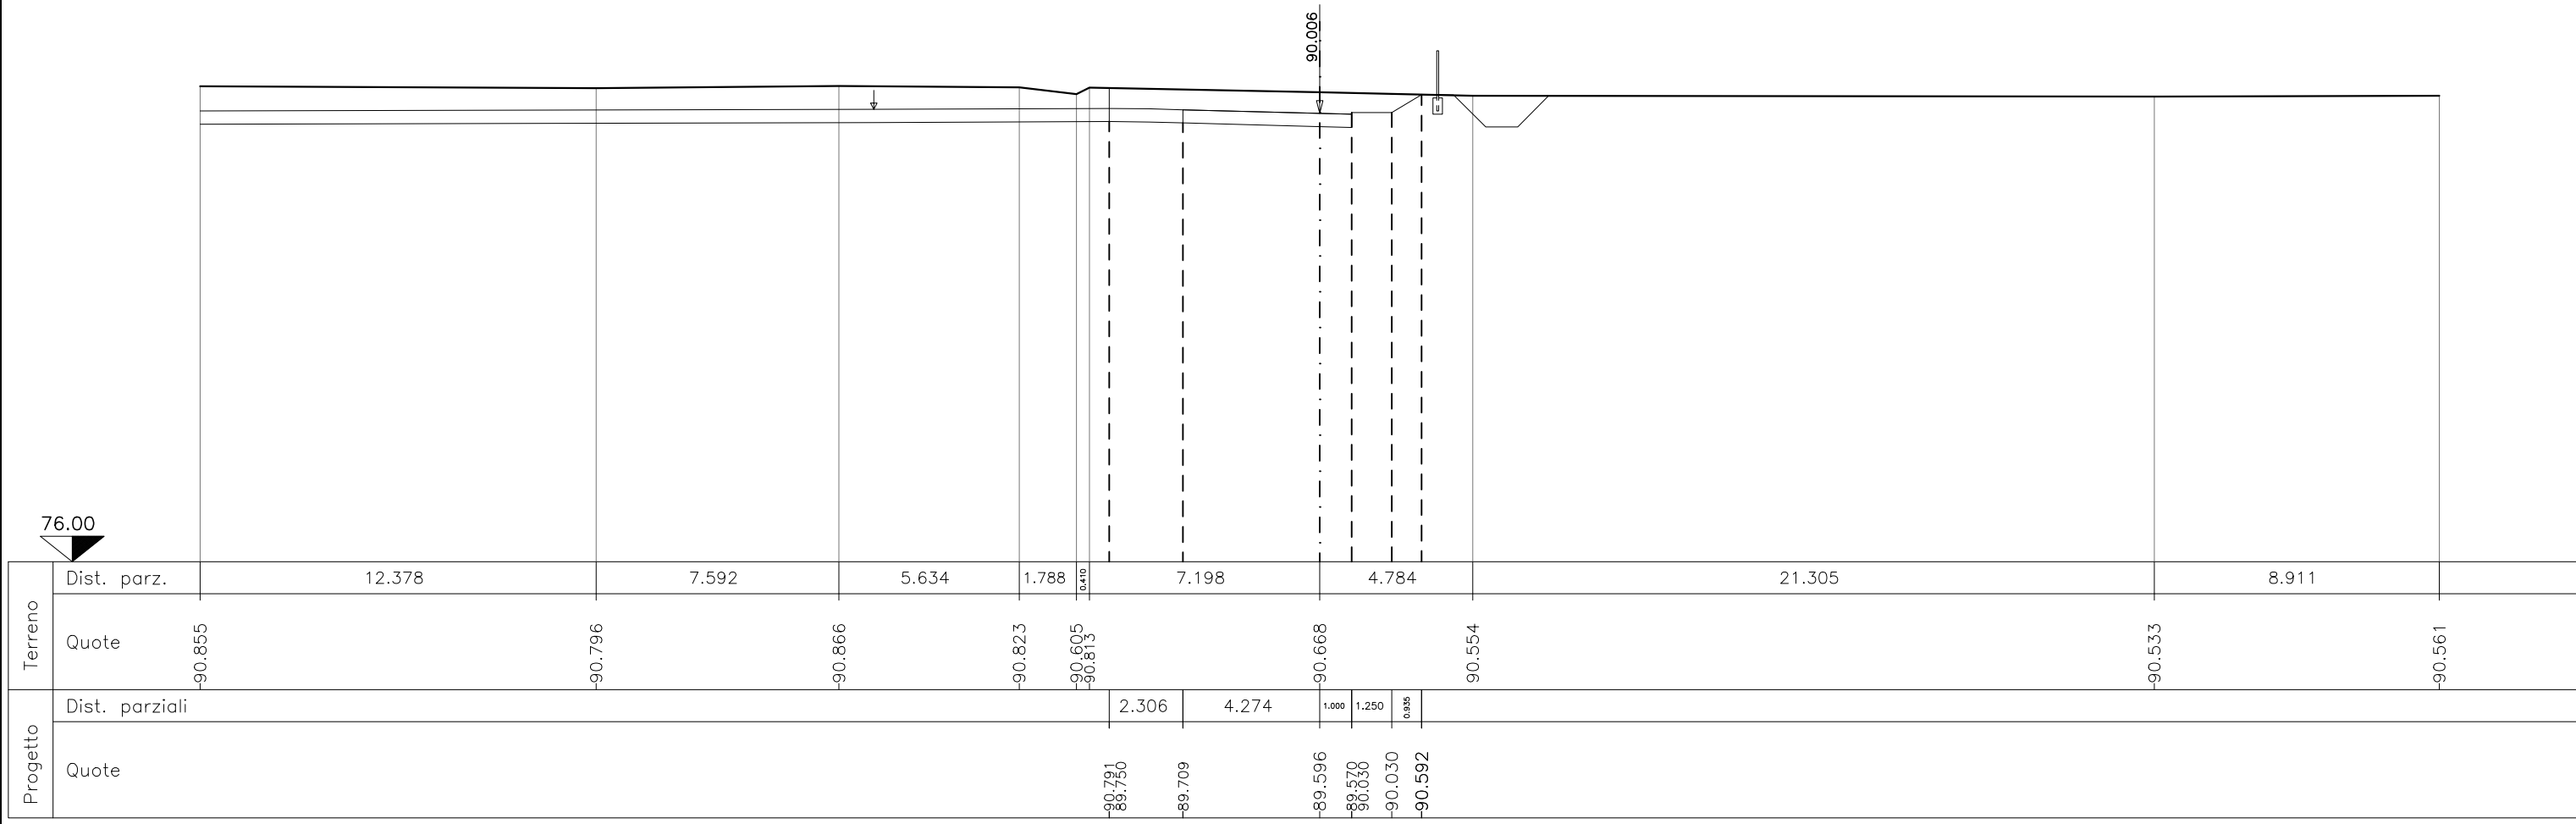 90.006
76.00
Terreno
Dist. parz. 12.378 7.592 5.634 1.788 0.410 7.198 4.784 21.305 8.911
Quote 90.855 90.796 90.866 90.823 90.605 90.813 90.668 90.554 90.533 90.561
Progetto
Dist. parziali 2.306 4.274 1.000 1.250 0.935
Quote 90.791 89.750 89.709 89.596 89.570 90.030 90.030 90.592